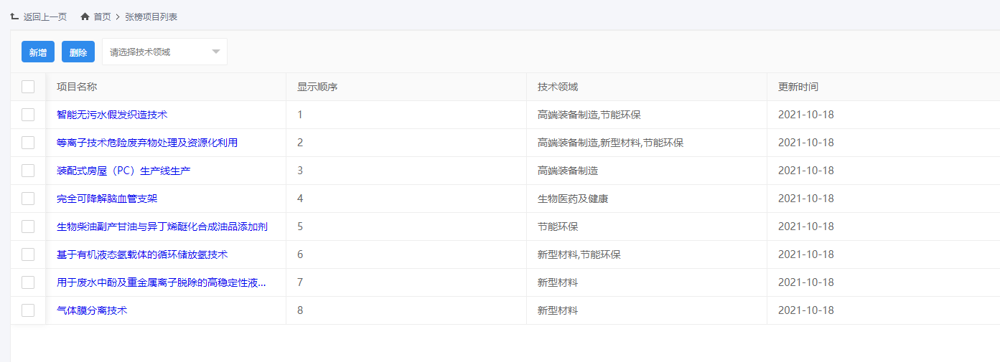 返回上一页 首页 > 张榜项目列表
新增 删除 请选择技术领域
项目名称 显示顺序 技术领域 更新时间
智能无污水假发织造技术 1 高端装备制造,节能环保 2021-10-18
等离子技术危险废弃物处理及资源化利用 2 高端装备制造,新型材料,节能环保 2021-10-18
装配式房屋（PC）生产线生产 3 高端装备制造 2021-10-18
完全可降解脑血管支架 4 生物医药及健康 2021-10-18
生物柴油副产甘油与异丁烯醚化合成油品添加剂 5 节能环保 2021-10-18
基于有机液态氢载体的循环储放氢技术 6 新型材料,节能环保 2021-10-18
用于废水中酚及重金属离子脱除的高稳定性液... 7 新型材料 2021-10-18
气体膜分离技术 8 新型材料 2021-10-18